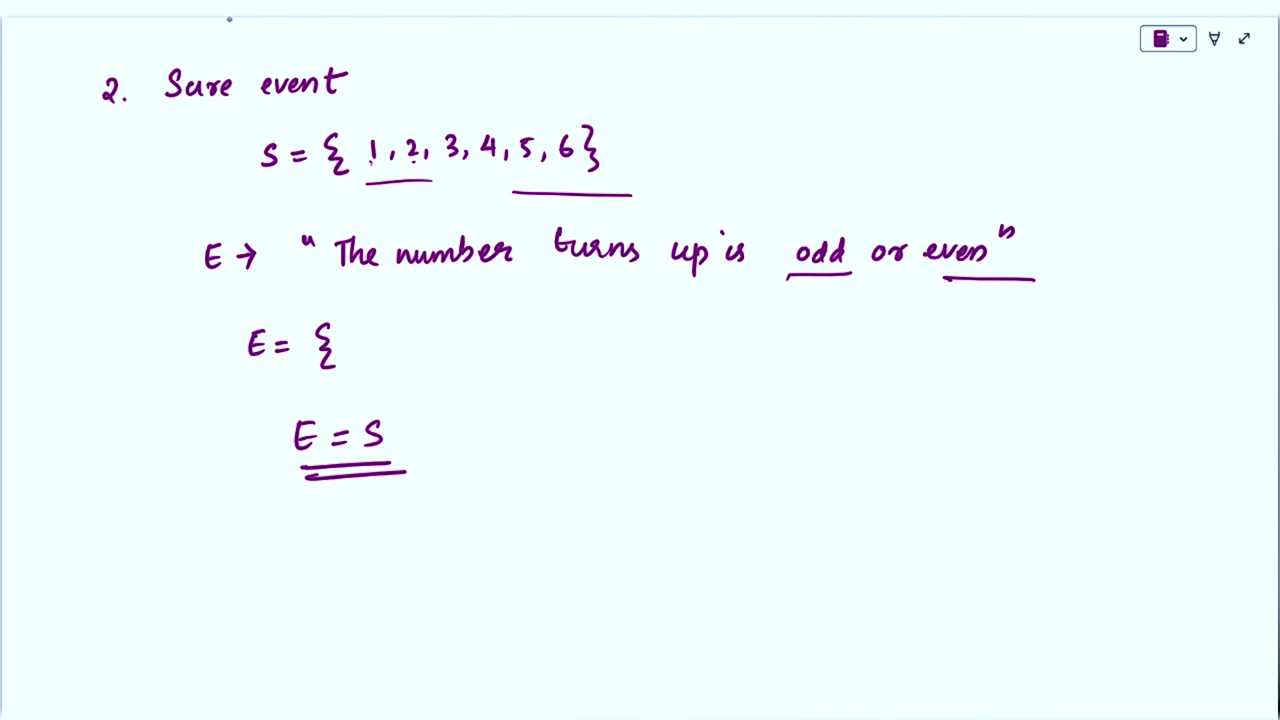 2. Sure event
S = { 1, 2, 3, 4, 5, 6}
E → "The number turns up is odd or even"
E = {
E = S